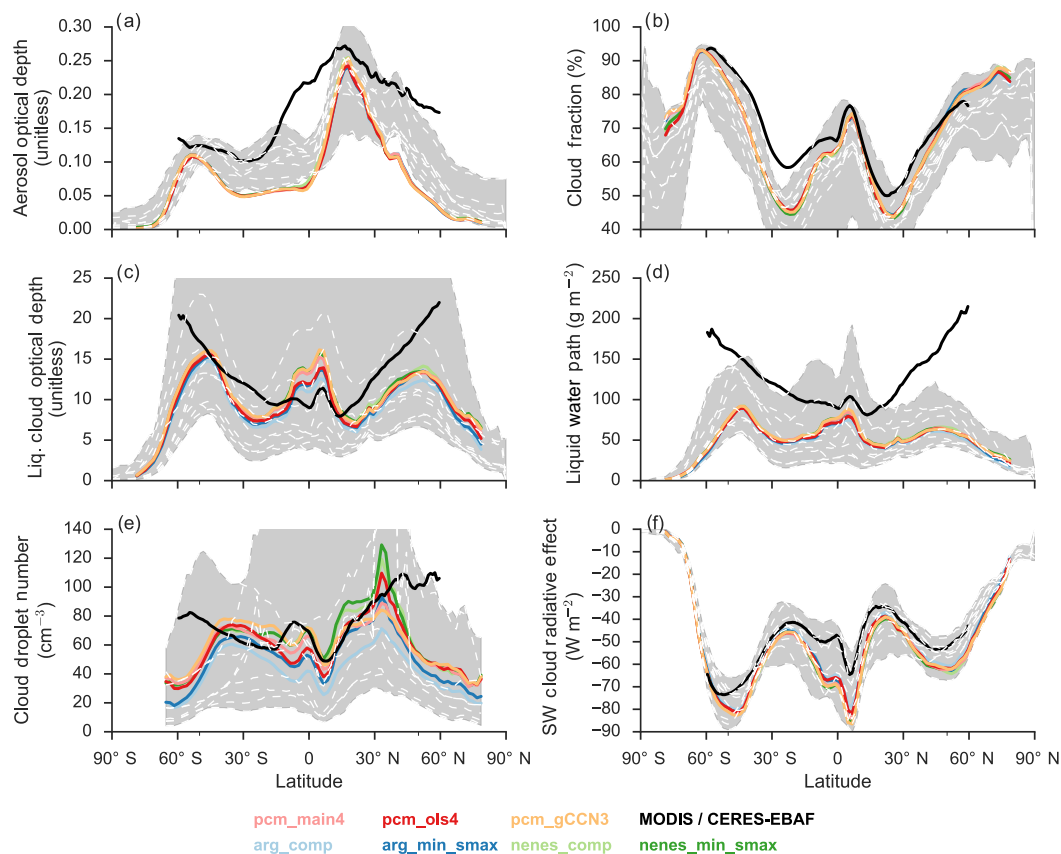 (a)
0.30
0.25
0.20
0.15
0.10
0.05
0.00
Aerosol optical depth
(unitless)
(b)
100
90
80
70
60
50
40
Cloud fraction (%)
(c)
25
20
15
10
5
0
Liq. cloud optical depth
(unitless)
(d)
250
200
150
100
50
0
Liquid water path (g m−2)
(e)
140
120
100
80
60
40
20
0
Cloud droplet number
(cm−3)
90° S 60° S 30° S 0 30° N 60° N 90° N
Latitude
(f)
0
−10
−20
−30
−40
−50
−60
−70
−80
−90
SW cloud radiative effect
(W m−2)
90° S 60° S 30° S 0 30° N 60° N 90° N
Latitude
pcm_main4 pcm_ols4 pcm_gCCN3 MODIS / CERES-EBAF
arg_comp arg_min_smax nenes_comp nenes_min_smax